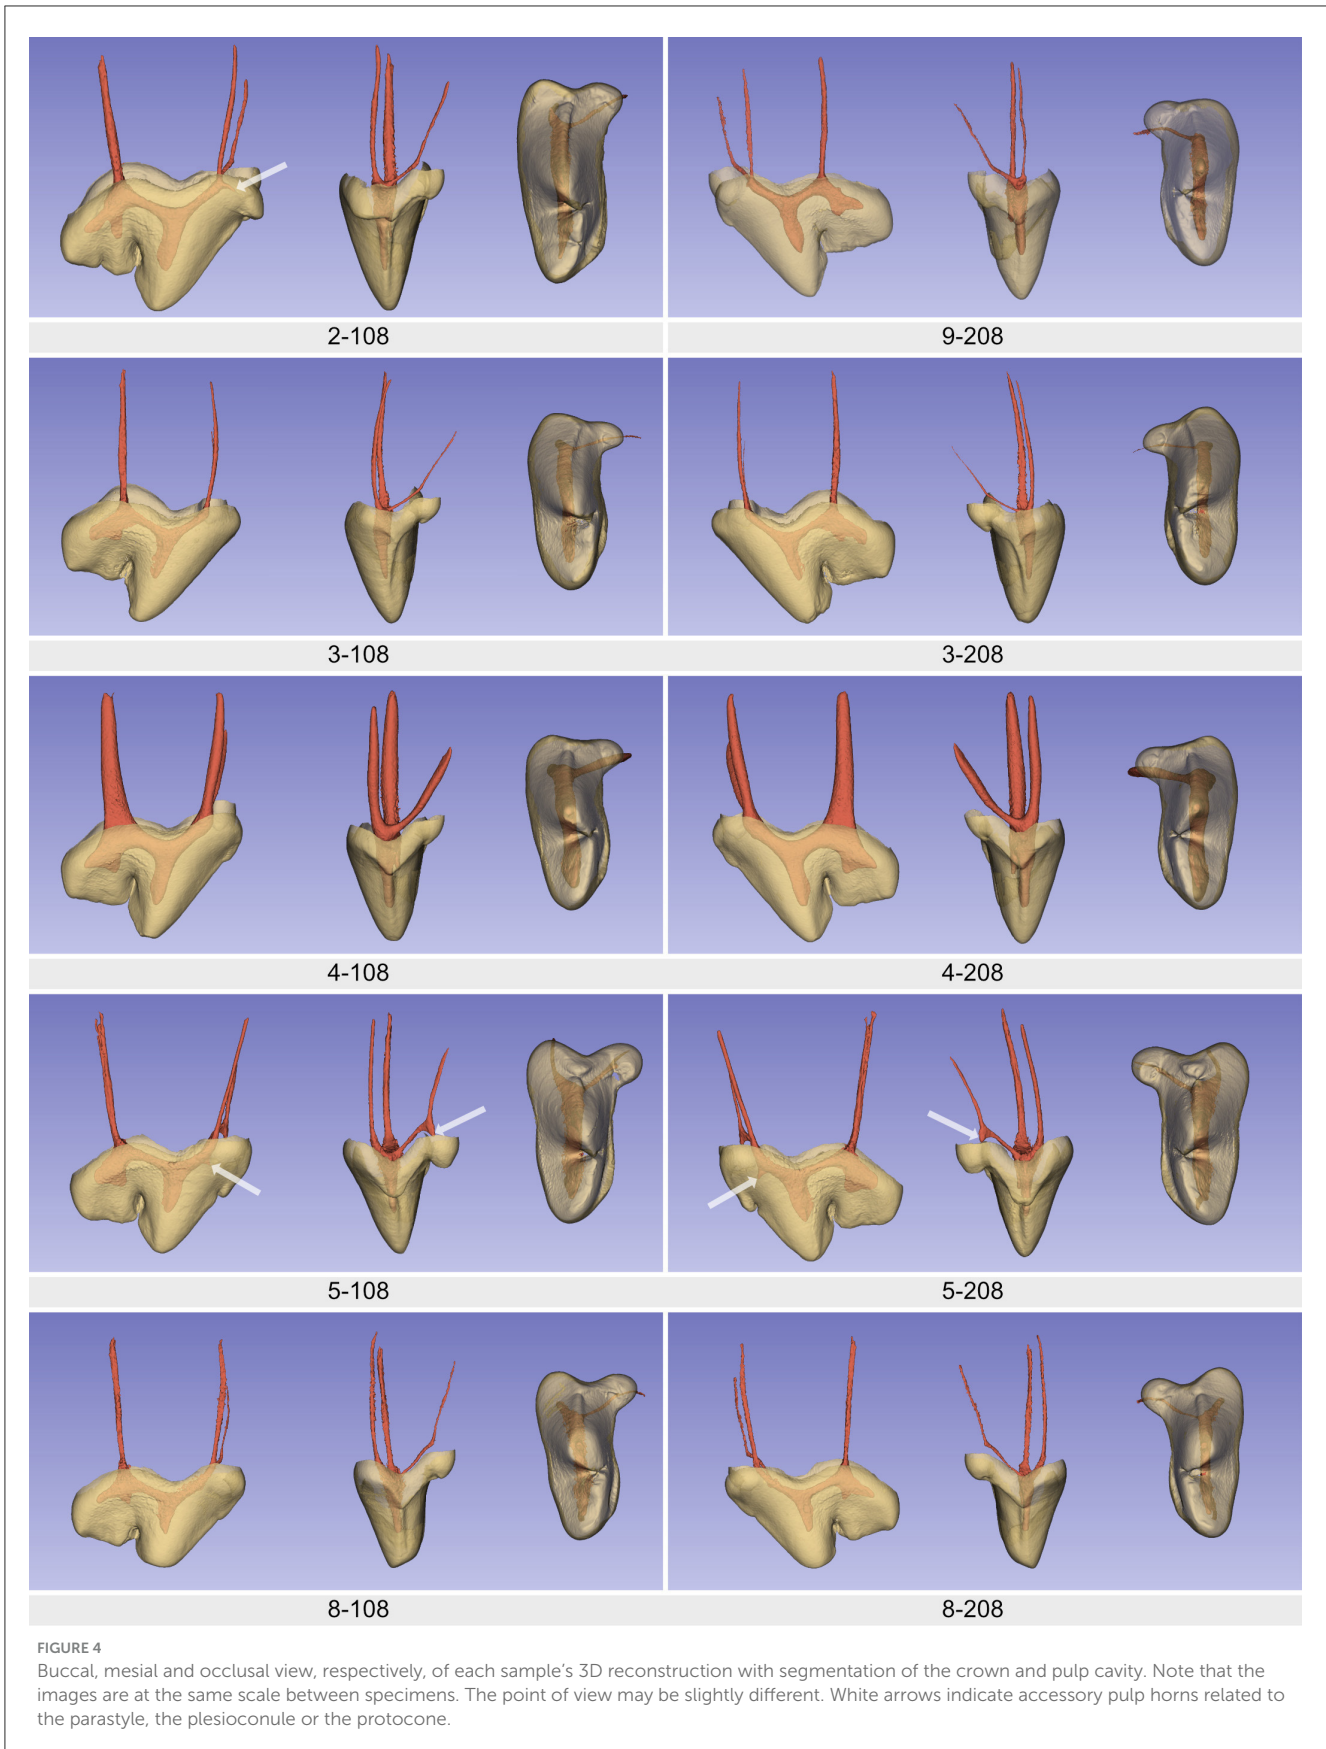 2-108
9-208
3-108
3-208
4-108
4-208
5-108
5-208
8-108
8-208
FIGURE 4
Buccal, mesial and occlusal view, respectively, of each sample's 3D reconstruction with segmentation of the crown and pulp cavity. Note that the
images are at the same scale between specimens. The point of view may be slightly different. White arrows indicate accessory pulp horns related to
the parastyle, the plesioconule or the protocone.